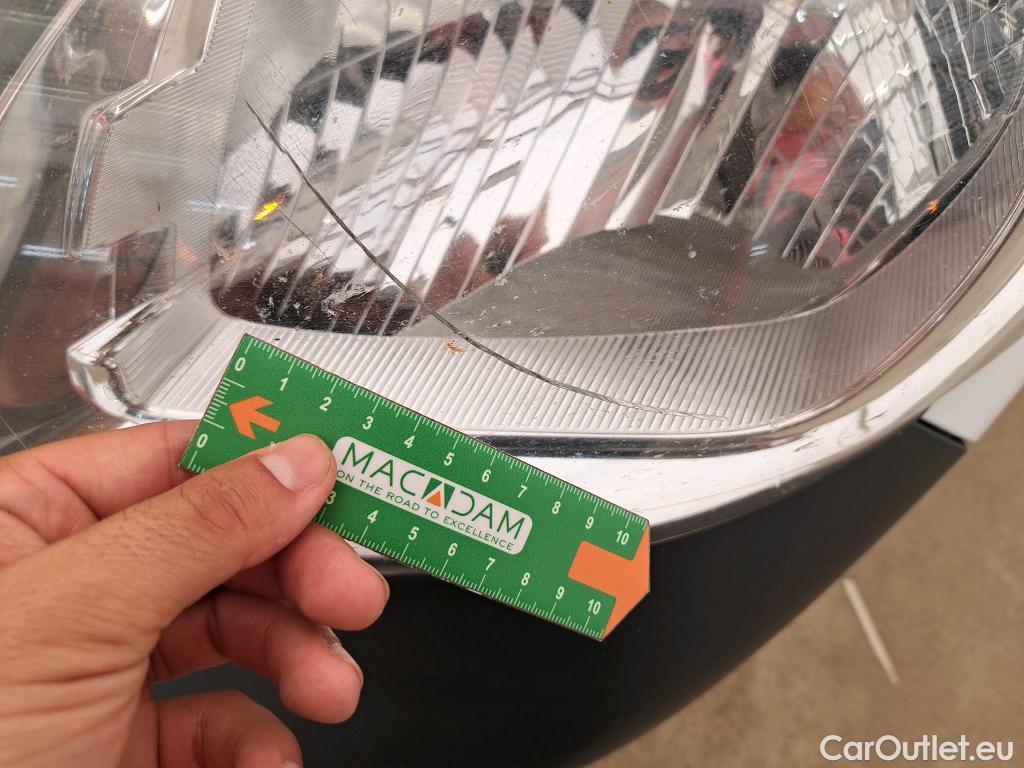 0 1 2 3 4 5 6 7 8 9 10
MACADAM
ON THE ROAD TO EXCELLENCE
0 3 4 5 6 7 8 9 10
CarOutlet.eu